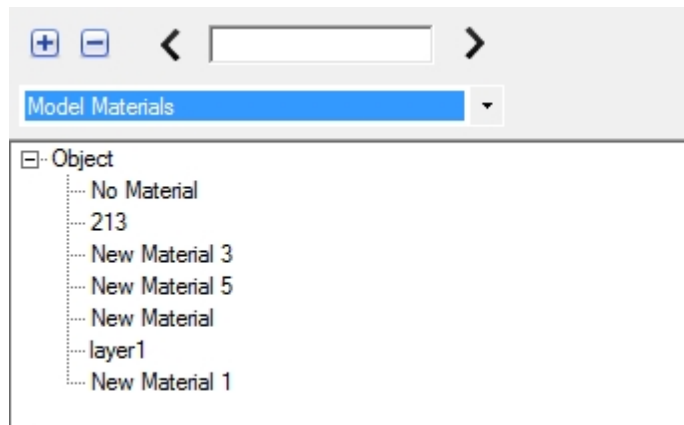 Model Materials
Object
No Material
213
New Material 3
New Material 5
New Material
layer1
New Material 1